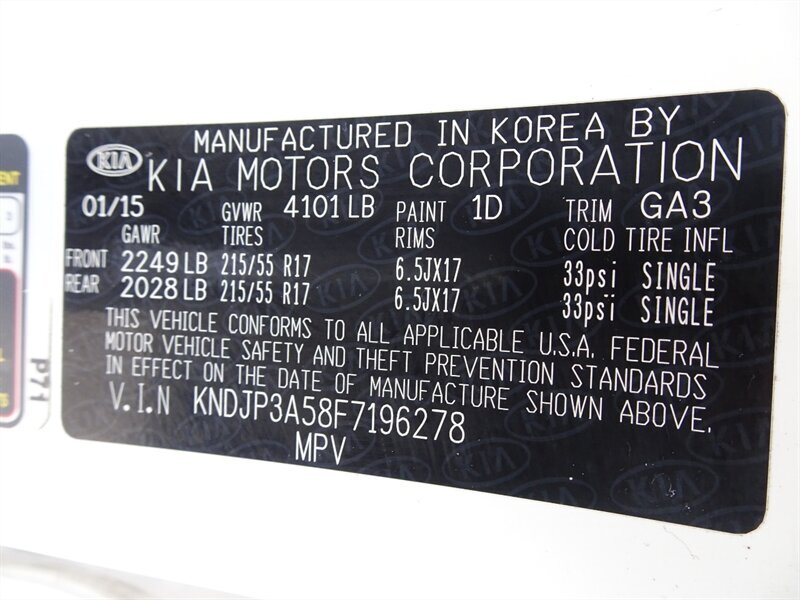 MANUFACTURED IN KOREA BY
KIA KIA MOTORS CORPORATION
01/15 GVWR 4101 LB PAINT 1D TRIM GA3
GAWR TIRES RIMS COLD TIRE INFL
FRONT 2249 LB 215/55 R17 6.5JX17 33psi SINGLE
REAR 2028 LB 215/55 R17 6.5JX17 33psi SINGLE
THIS VEHICLE CONFORMS TO ALL APPLICABLE U.S.A. FEDERAL
MOTOR VEHICLE SAFETY AND THEFT PREVENTION STANDARDS
IN EFFECT ON THE DATE OF MANUFACTURE SHOWN ABOVE.
V.I.N KNDJP3A58F7196278
MPV
P71